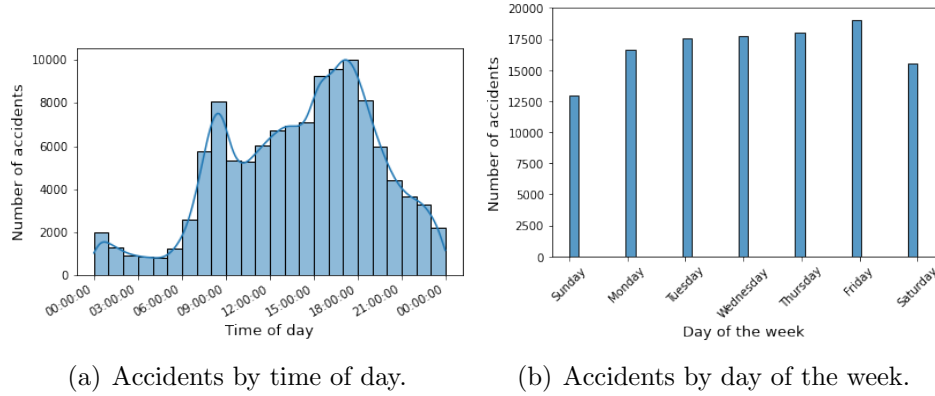 10000
8000
6000
4000
2000
0
Number of accidents
00:00:00
03:00:00
06:00:00
09:00:00
12:00:00
15:00:00
18:00:00
21:00:00
00:00:00
Time of day
(a) Accidents by time of day.
20000
17500
15000
12500
10000
7500
5000
2500
0
Number of accidents
Sunday
Monday
Tuesday
Wednesday
Thursday
Friday
Saturday
Day of the week
(b) Accidents by day of the week.